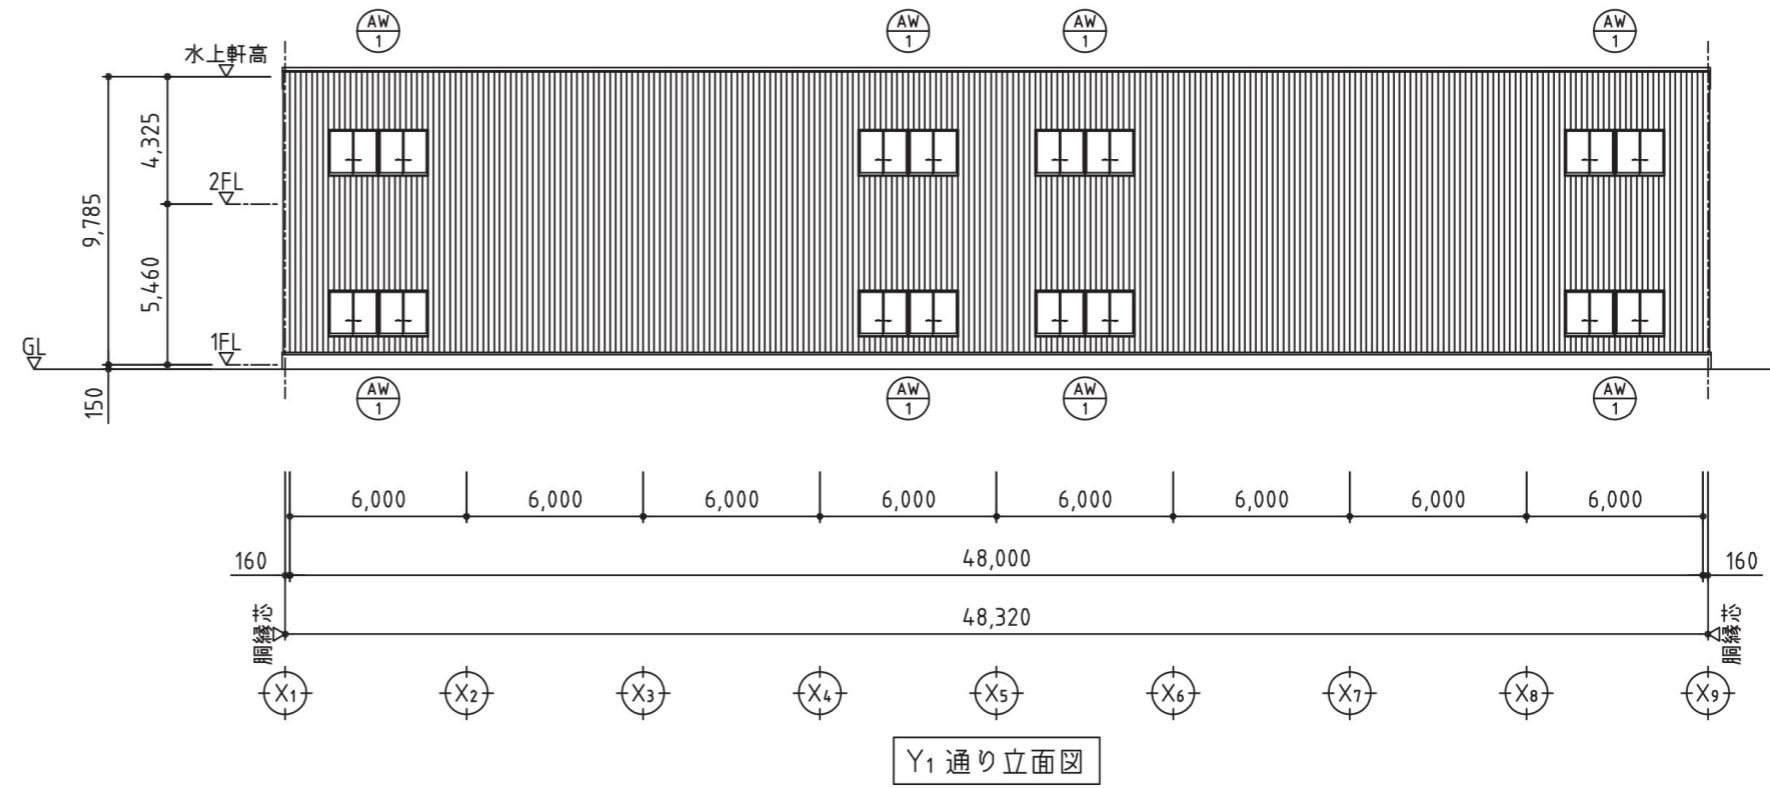 AW 1
AW 1
AW 1
AW 1
水上軒高
4,325
9,785
2FL
5,460
1FL
GL
150
AW 1
AW 1
AW 1
AW 1
6,000 6,000 6,000 6,000 6,000 6,000 6,000 6,000
160 48,000 160
48,320
胴縁芯
胴縁芯
X1 X2 X3 X4 X5 X6 X7 X8 X9
Y1 通り立面図